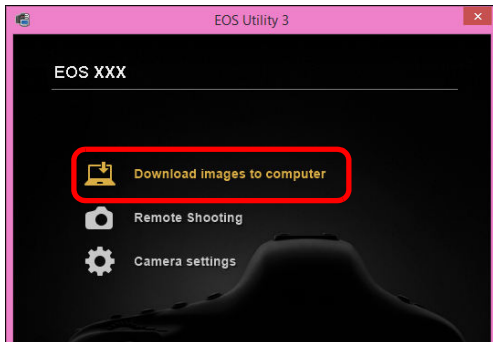 EOS Utility 3
EOS XXX
Download images to computer
Remote Shooting
Camera settings